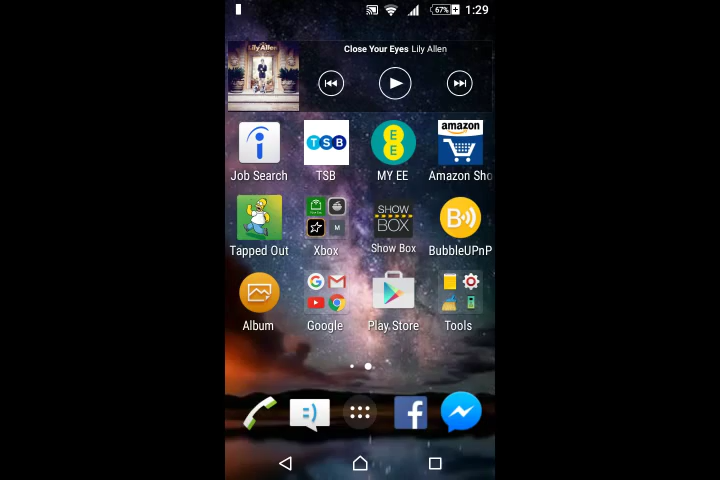 67% 1:29
Close Your Eyes Lily Allen
Lily Allen
amazon
TSB
EE
Job Search TSB MY EE Amazon Sho
SHOW
BOX
B
M
Tapped Out Xbox Show Box BubbleUPnP
Album Google Play Store Tools